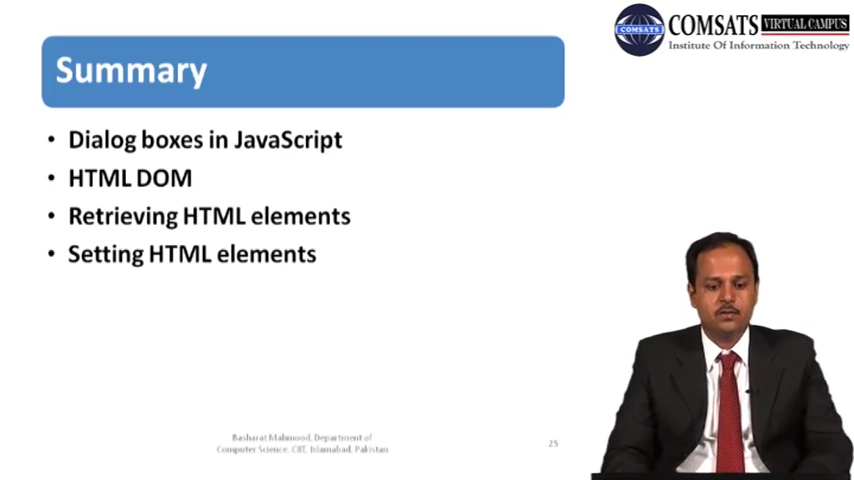 COMSATS
COMSATS VIRTUAL CAMPUS
Institute Of Information Technology
Summary
• Dialog boxes in JavaScript
• HTML DOM
• Retrieving HTML elements
• Setting HTML elements
Basharat Mahmood, Department of
Computer Science, CIIT, Islamabad, Pakistan
25